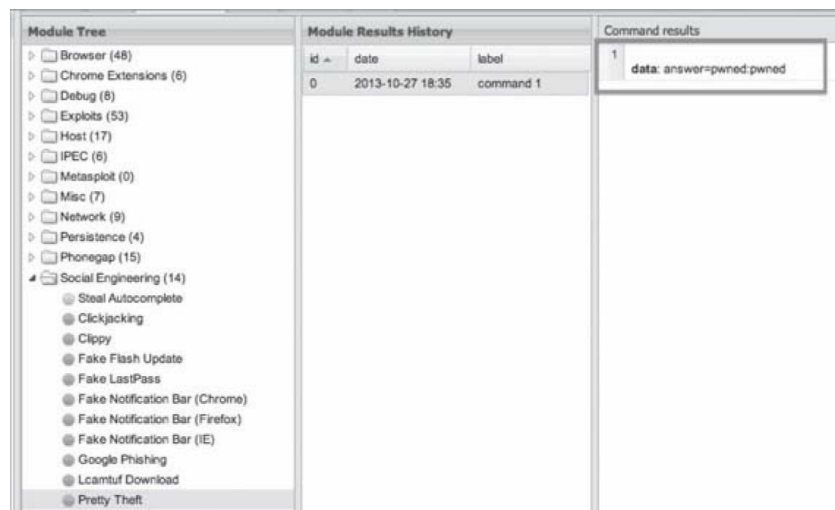 Module Tree
Browser (48)
Chrome Extensions (6)
Debug (8)
Exploits (53)
Host (17)
IPEC (6)
Metasploit (0)
Misc (7)
Network (9)
Persistence (4)
Phonegap (15)
Social Engineering (14)
Steal Autocomplete
Clickjacking
Clippy
Fake Flash Update
Fake LastPass
Fake Notification Bar (Chrome)
Fake Notification Bar (Firefox)
Fake Notification Bar (IE)
Google Phishing
Lcamtuf Download
Pretty Theft
Module Results History
id date label
0 2013-10-27 18:35 command 1
Command results
1
data: answer=pwned:pwned